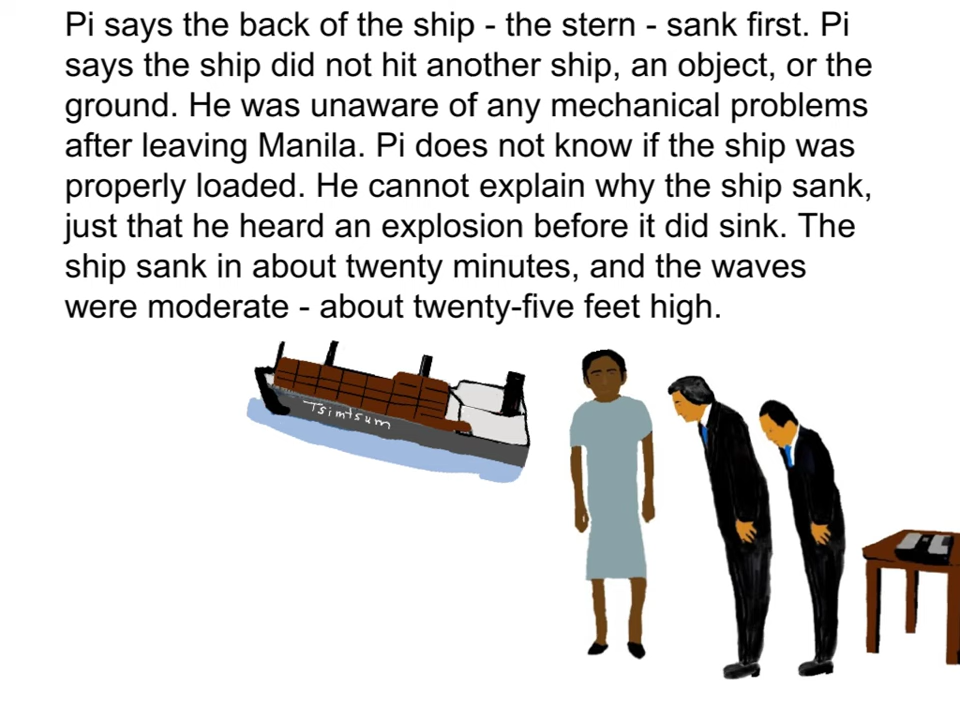 Pi says the back of the ship - the stern - sank first. Pi
says the ship did not hit another ship, an object, or the
ground. He was unaware of any mechanical problems
after leaving Manila. Pi does not know if the ship was
properly loaded. He cannot explain why the ship sank,
just that he heard an explosion before it did sink. The
ship sank in about twenty minutes, and the waves
were moderate - about twenty-five feet high.
Tsimtsum